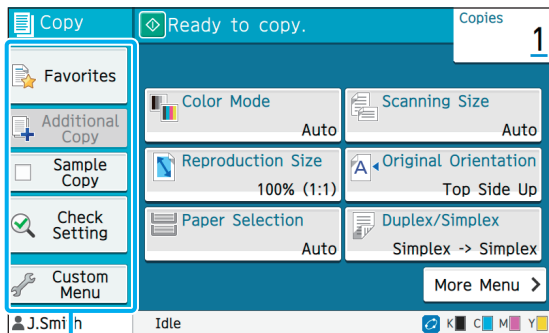 Copy
Ready to copy.
Copies
1
Favorites
Additional
Copy
Sample
Copy
Check
Setting
Custom
Menu
Color Mode
Auto
Scanning Size
Auto
Reproduction Size
100% (1:1)
Original Orientation
Top Side Up
Paper Selection
Auto
Duplex/Simplex
Simplex -> Simplex
More Menu >
J.Smith
Idle
K C M Y